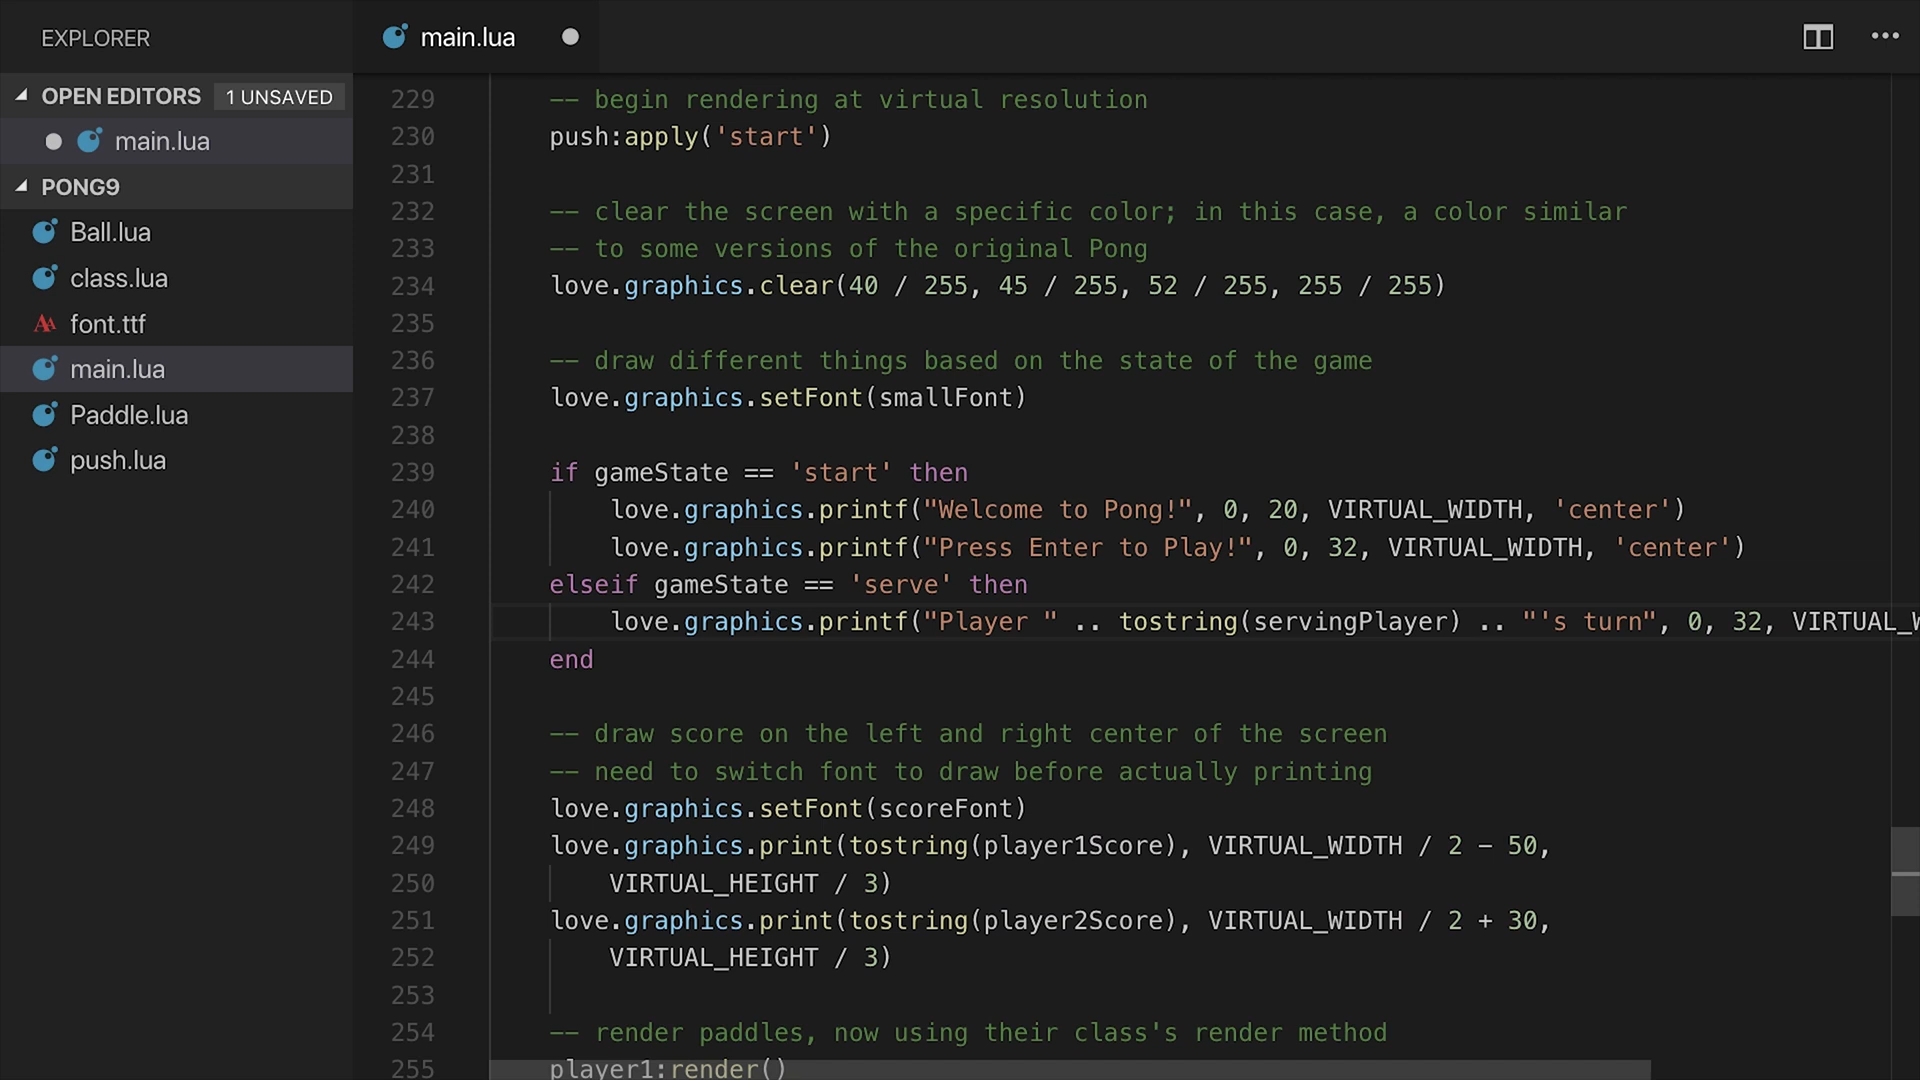 EXPLORER
OPEN EDITORS 1 UNSAVED
main.lua
PONG9
Ball.lua
class.lua
font.ttf
main.lua
Paddle.lua
push.lua
main.lua
229 -- begin rendering at virtual resolution
230 push:apply('start')
231
232 -- clear the screen with a specific color; in this case, a color similar
233 -- to some versions of the original Pong
234 love.graphics.clear(40 / 255, 45 / 255, 52 / 255, 255 / 255)
235
236 -- draw different things based on the state of the game
237 love.graphics.setFont(smallFont)
238
239 if gameState == 'start' then
240 love.graphics.printf("Welcome to Pong!", 0, 20, VIRTUAL_WIDTH, 'center')
241 love.graphics.printf("Press Enter to Play!", 0, 32, VIRTUAL_WIDTH, 'center')
242 elseif gameState == 'serve' then
243 love.graphics.printf("Player " .. tostring(servingPlayer) .. "'s turn", 0, 32, VIRTUAL_W
244 end
245
246 -- draw score on the left and right center of the screen
247 -- need to switch font to draw before actually printing
248 love.graphics.setFont(scoreFont)
249 love.graphics.print(tostring(player1Score), VIRTUAL_WIDTH / 2 - 50,
250 VIRTUAL_HEIGHT / 3)
251 love.graphics.print(tostring(player2Score), VIRTUAL_WIDTH / 2 + 30,
252 VIRTUAL_HEIGHT / 3)
253
254 -- render paddles, now using their class's render method
255 player1:render()